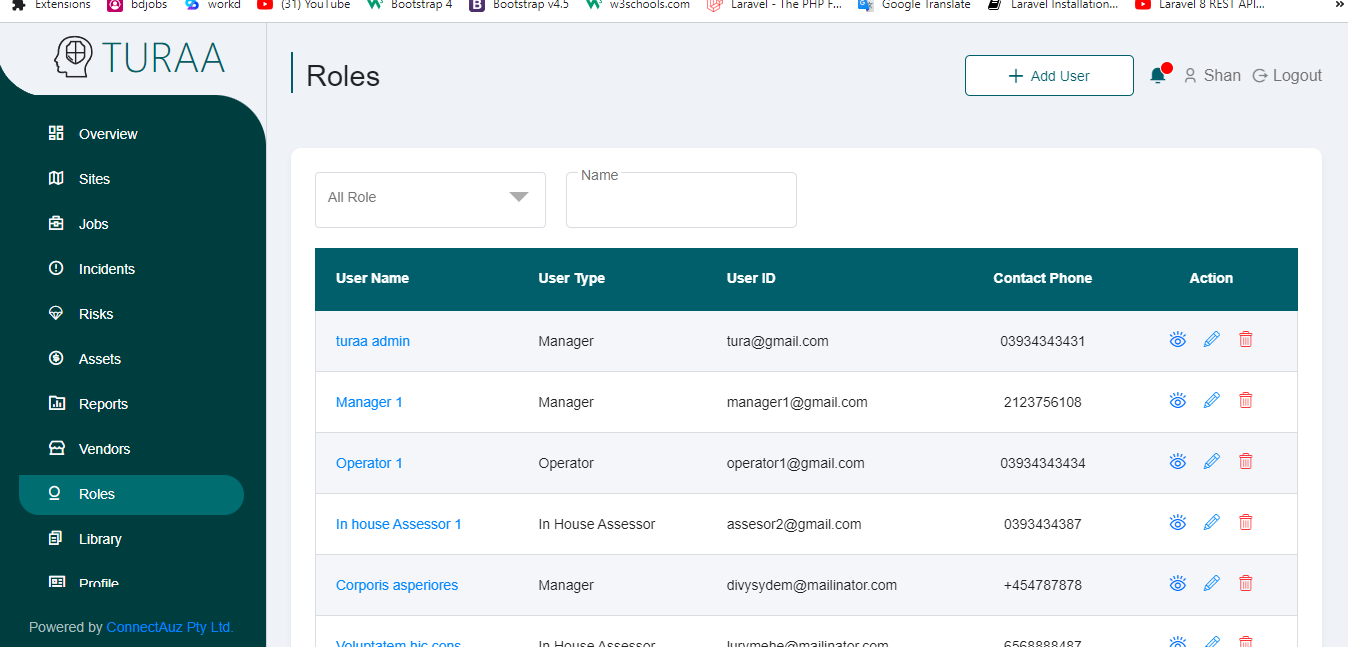 Extensions bdjobs workd (31) YouTube Bootstrap 4 B Bootstrap v4.5 w3schools.com Laravel - The PHP F... Google Translate Laravel Installation... Laravel 8 REST API... »
TURAA
Roles
+ Add User
Shan
Logout
Overview
Sites
Jobs
Incidents
Risks
Assets
Reports
Vendors
Roles
Library
Profile
Powered by ConnectAuz Pty Ltd.
All Role
Name
User Name User Type User ID Contact Phone Action
turaa admin Manager tura@gmail.com 03934343431
Manager 1 Manager manager1@gmail.com 2123756108
Operator 1 Operator operator1@gmail.com 03934343434
In house Assessor 1 In House Assessor assesor2@gmail.com 0393434387
Corporis asperiores Manager divysydem@mailinator.com +454787878
Voluptatem hic cons In House Assessor lurymehe@mailinator.com 6568888487